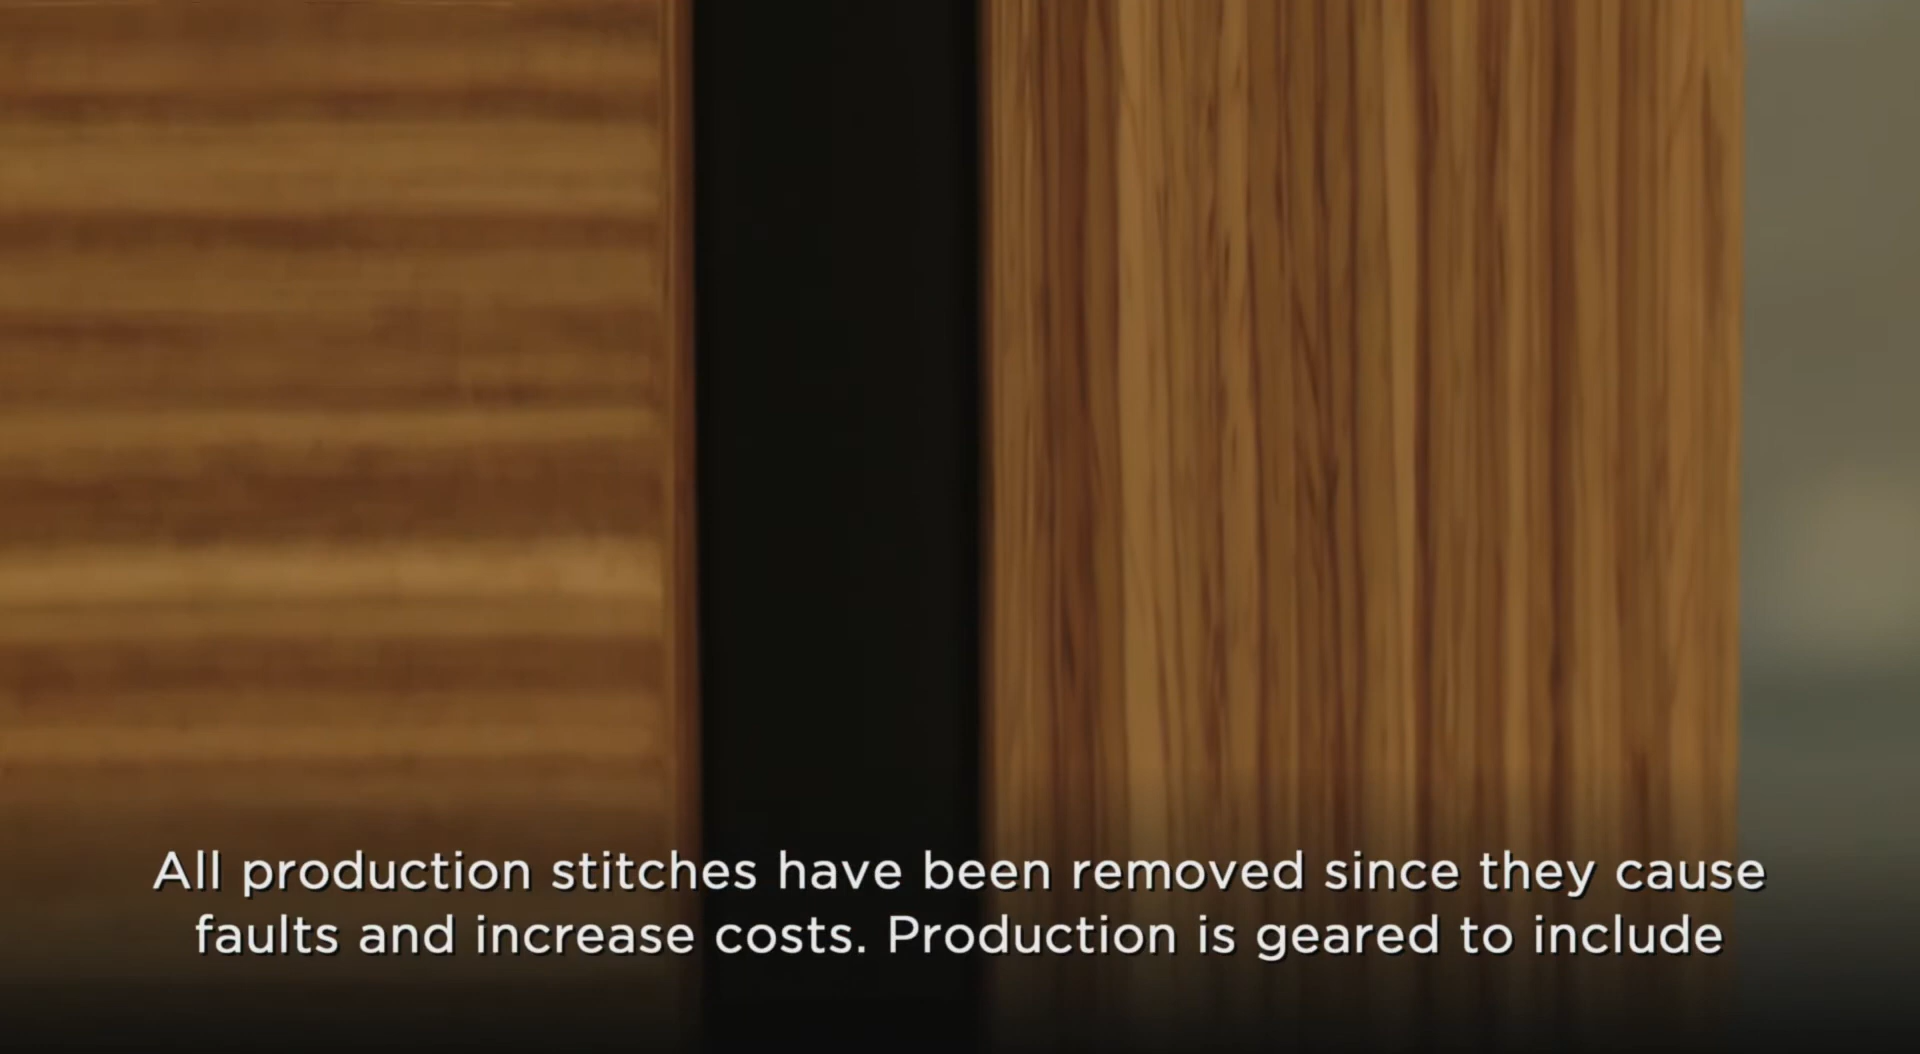 All production stitches have been removed since they cause
faults and increase costs. Production is geared to include